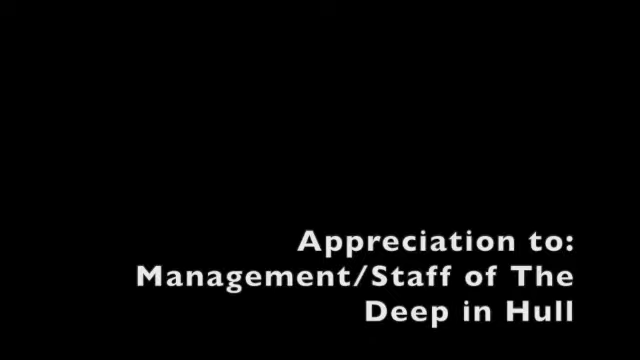 Appreciation to:
Management/Staff of The
Deep in Hull